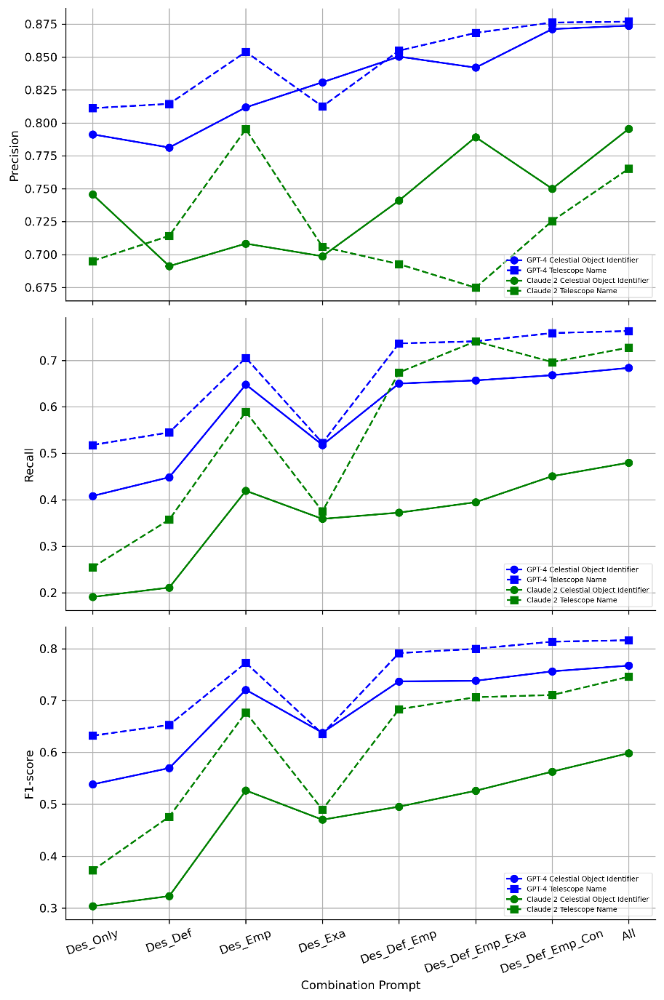 0.875
0.850
0.825
0.800
0.775
0.750
0.725
0.700
0.675
Precision
GPT-4 Celestial Object Identifier
GPT-4 Telescope Name
Claude 2 Celestial Object Identifier
Claude 2 Telescope Name
0.7
0.6
0.5
0.4
0.3
0.2
Recall
GPT-4 Celestial Object Identifier
GPT-4 Telescope Name
Claude 2 Celestial Object Identifier
Claude 2 Telescope Name
0.8
0.7
0.6
0.5
0.4
0.3
F1-score
GPT-4 Celestial Object Identifier
GPT-4 Telescope Name
Claude 2 Celestial Object Identifier
Claude 2 Telescope Name
Des_Only
Des_Def
Des_Emp
Des_Exa
Des_Def_Emp
Des_Def_Emp_Exa
Des_Def_Emp_Con
All
Combination Prompt